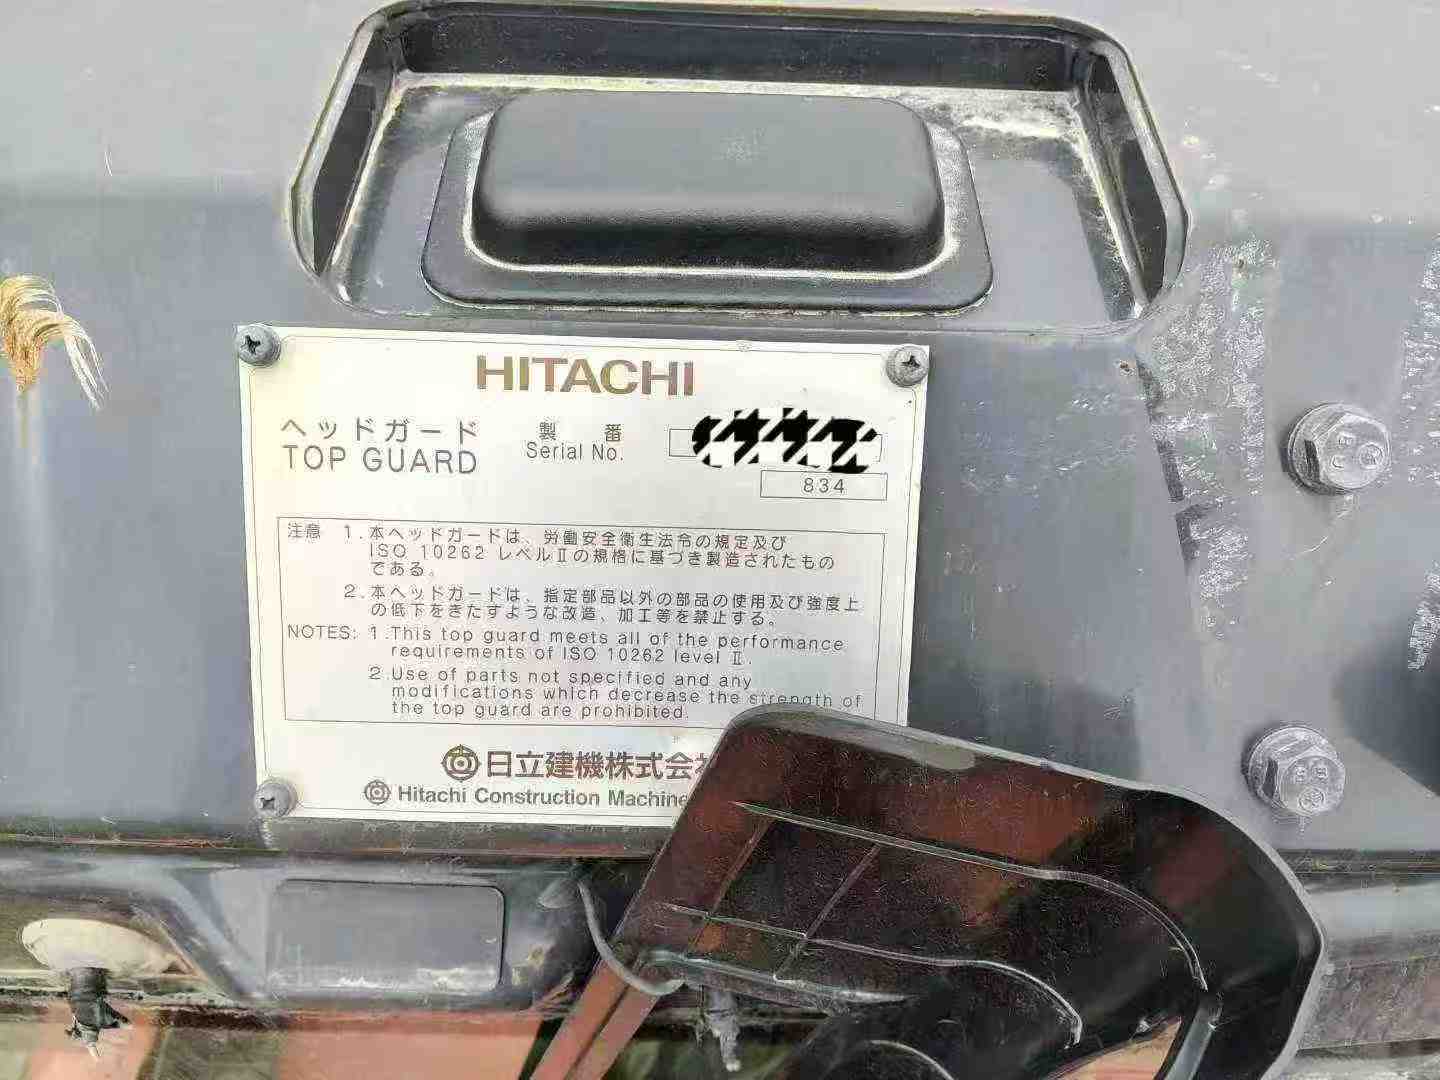 HITACHI
ヘッドガード 製番
TOP GUARD Serial No.
834
注意 1.本ヘッドガードは、労働安全衛生法令の規定及び
ISO 10262 レベルⅡの規格に基づき製造されたもの
である。
2.本ヘッドガードは、指定部品以外の部品の使用及び強度上
の低下をきたすような改造、加工等を禁止する。
NOTES: 1.This top guard meets all of the performance
requirements of ISO 10262 level Ⅱ.
2.Use of parts not specified and any
modifications which decrease the strength of
the top guard are prohibited.
日立建機株式会
Hitachi Construction Machine